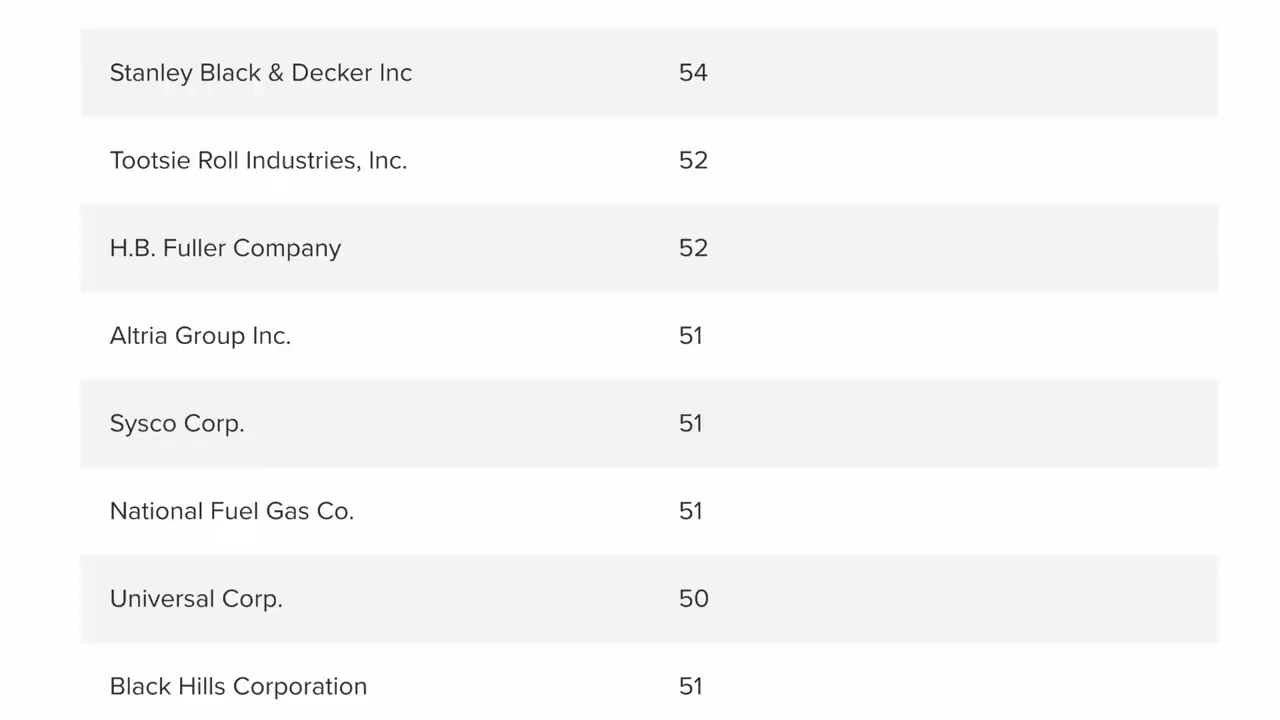 Stanley Black & Decker Inc 54
Tootsie Roll Industries, Inc. 52
H.B. Fuller Company 52
Altria Group Inc. 51
Sysco Corp. 51
National Fuel Gas Co. 51
Universal Corp. 50
Black Hills Corporation 51